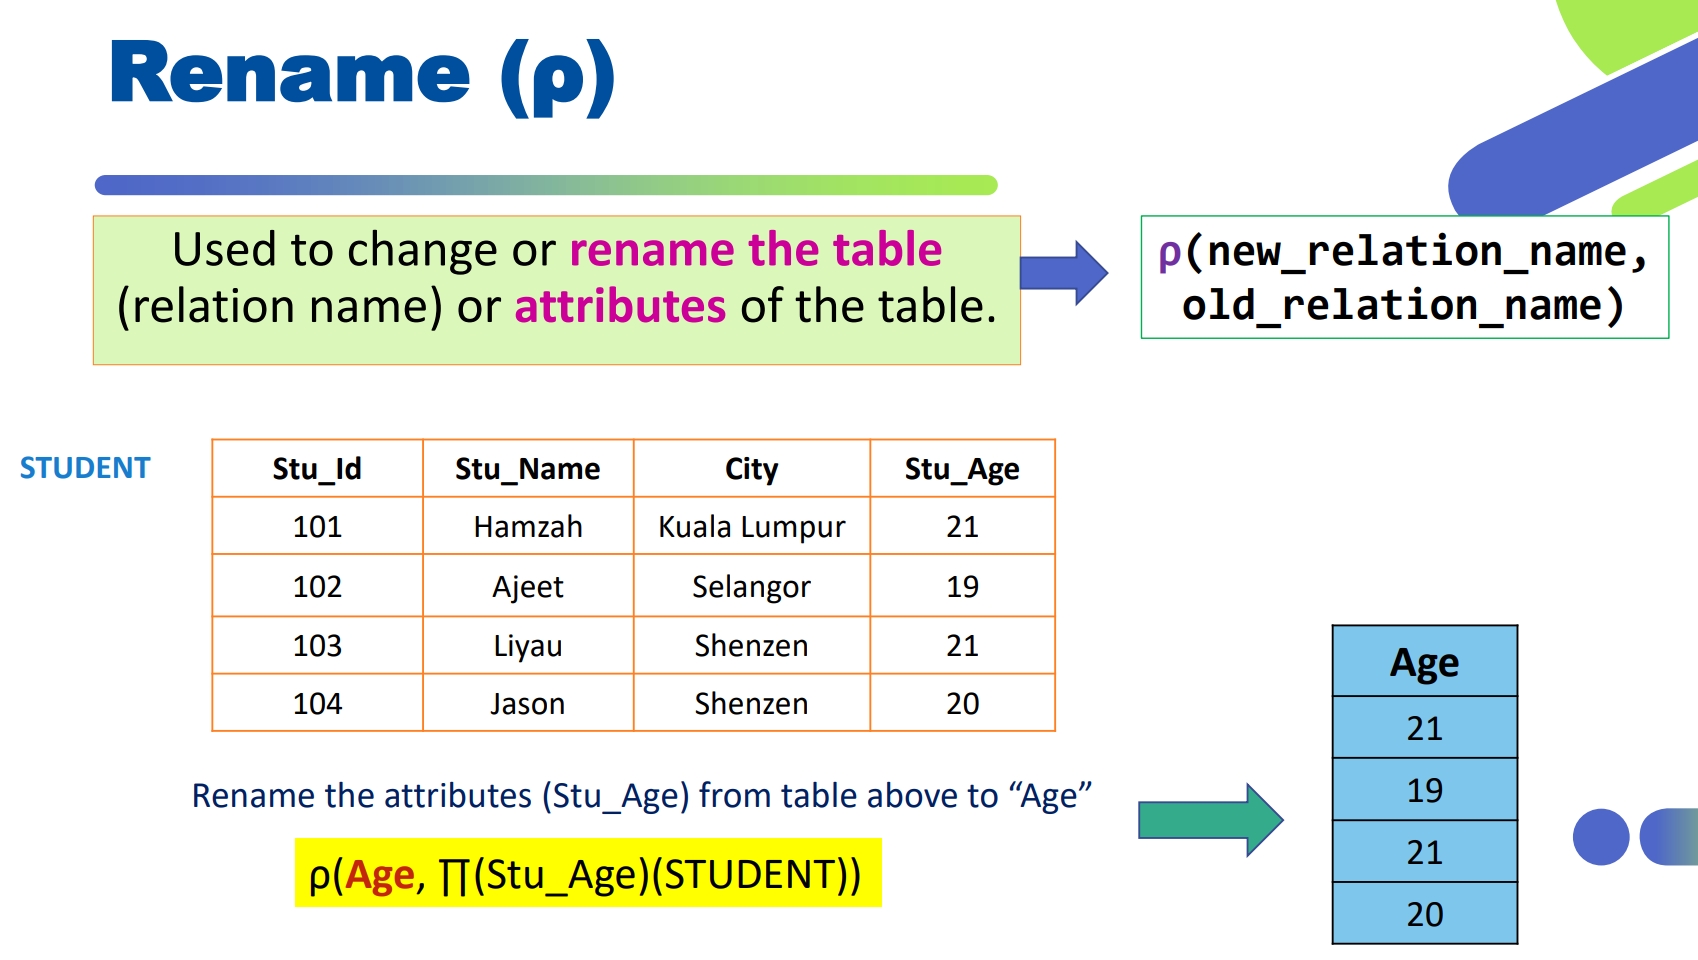 Rename (ρ)
Used to change or rename the table
(relation name) or attributes of the table.
ρ(new_relation_name,
old_relation_name)
STUDENT
Stu_Id Stu_Name City Stu_Age
101 Hamzah Kuala Lumpur 21
102 Ajeet Selangor 19
103 Liyau Shenzen 21
104 Jason Shenzen 20
Rename the attributes (Stu_Age) from table above to “Age”
ρ(Age, ∏(Stu_Age)(STUDENT))
Age
21
19
21
20